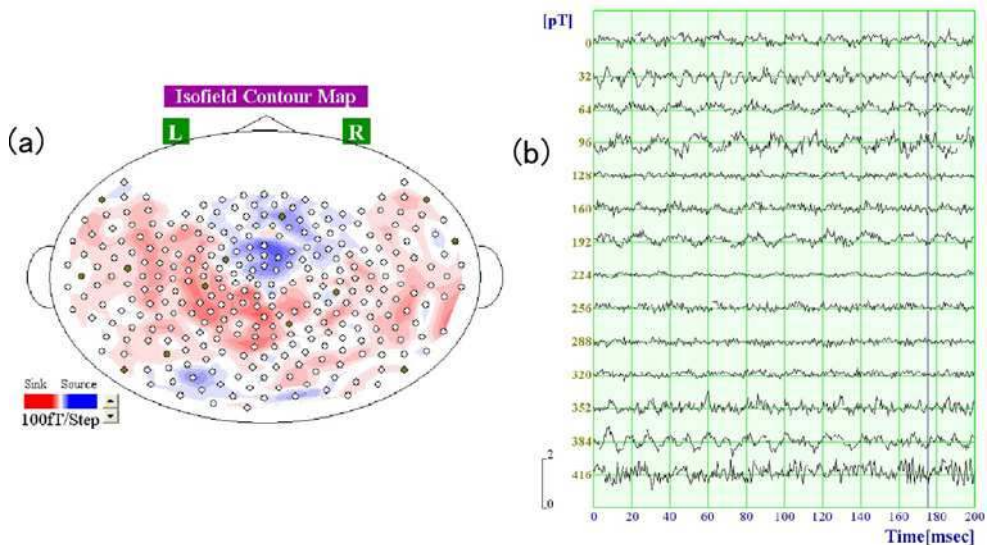 (a)
Isofield Contour Map
L R
Sink Source
100fT/Step
(b)
[pT]
0
32
64
96
128
160
192
224
256
288
320
352
384
416
2
0
0 20 40 60 80 100 120 140 160 180 200
Time[msec]